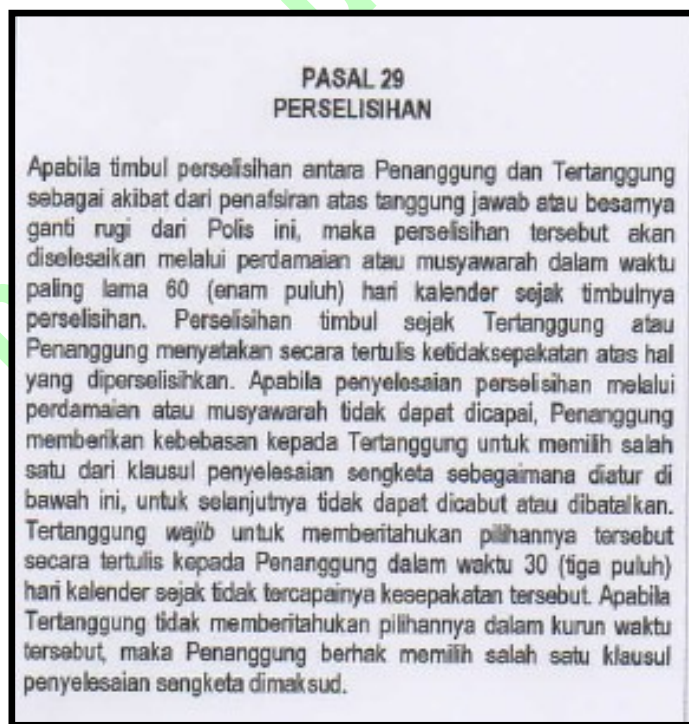 PASAL 29
PERSELISIHAN
Apabila timbul perselisihan antara Penanggung dan Tertanggung
sebagai akibat dari penafsiran atas tanggung jawab atau besarnya
ganti rugi dari Polis ini, maka perselisihan tersebut akan
diselesaikan melalui perdamaian atau musyawarah dalam waktu
paling lama 60 (enam puluh) hari kalender sejak timbulnya
perselisihan. Perselisihan timbul sejak Tertanggung atau
Penanggung menyatakan secara tertulis ketidaksepakatan atas hal
yang diperselisihkan. Apabila penyelesaian perselisihan melalui
perdamaian atau musyawarah tidak dapat dicapai, Penanggung
memberikan kebebasan kepada Tertanggung untuk memilih salah
satu dari klausul penyelesaian sengketa sebagaimana diatur di
bawah ini, untuk selanjutnya tidak dapat dicabut atau dibatalkan.
Tertanggung wajib untuk memberitahukan pilihannya tersebut
secara tertulis kepada Penanggung dalam waktu 30 (tiga puluh)
hari kalender sejak tidak tercapainya kesepakatan tersebut. Apabila
Tertanggung tidak memberitahukan pilihannya dalam kurun waktu
tersebut, maka Penanggung berhak memilih salah satu klausul
penyelesaian sengketa dimaksud.